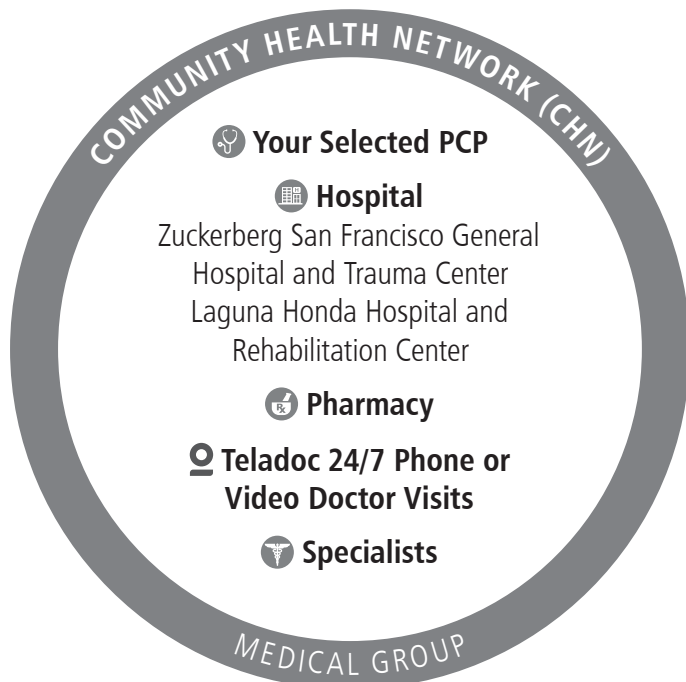 COMMUNITY HEALTH NETWORK (CHN)
Your Selected PCP
Hospital
Zuckerberg San Francisco General
Hospital and Trauma Center
Laguna Honda Hospital and
Rehabilitation Center
Rx
Pharmacy
Teladoc 24/7 Phone or
Video Doctor Visits
Specialists
MEDICAL GROUP